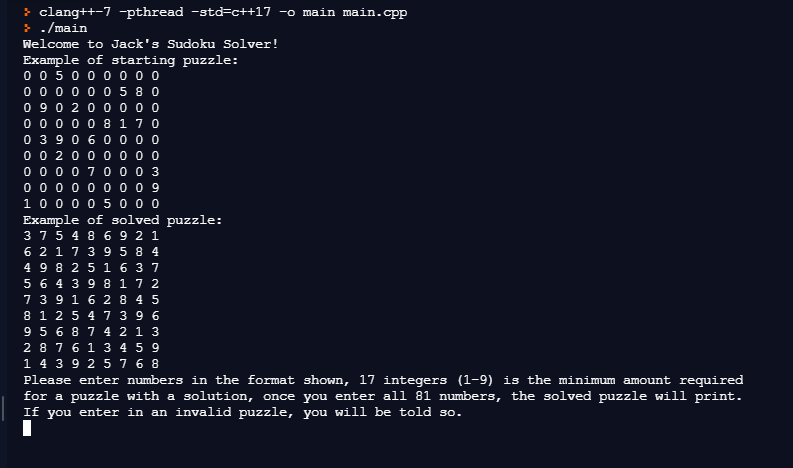 clang++-7 -pthread -std=c++17 -o main main.cpp
./main
Welcome to Jack's Sudoku Solver!
Example of starting puzzle:
0 0 5 0 0 0 0 0 0
0 0 0 0 0 0 5 8 0
0 9 0 2 0 0 0 0 0
0 0 0 0 0 8 1 7 0
0 3 9 0 6 0 0 0 0
0 0 2 0 0 0 0 0 0
0 0 0 0 7 0 0 0 3
0 0 0 0 0 0 0 0 9
1 0 0 0 0 5 0 0 0
Example of solved puzzle:
3 7 5 4 8 6 9 2 1
6 2 1 7 3 9 5 8 4
4 9 8 2 5 1 6 3 7
5 6 4 3 9 8 1 7 2
7 3 9 1 6 2 8 4 5
8 1 2 5 4 7 3 9 6
9 5 6 8 7 4 2 1 3
2 8 7 6 1 3 4 5 9
1 4 3 9 2 5 7 6 8
Please enter numbers in the format shown, 17 integers (1-9) is the minimum amount required
for a puzzle with a solution, once you enter all 81 numbers, the solved puzzle will print.
If you enter in an invalid puzzle, you will be told so.